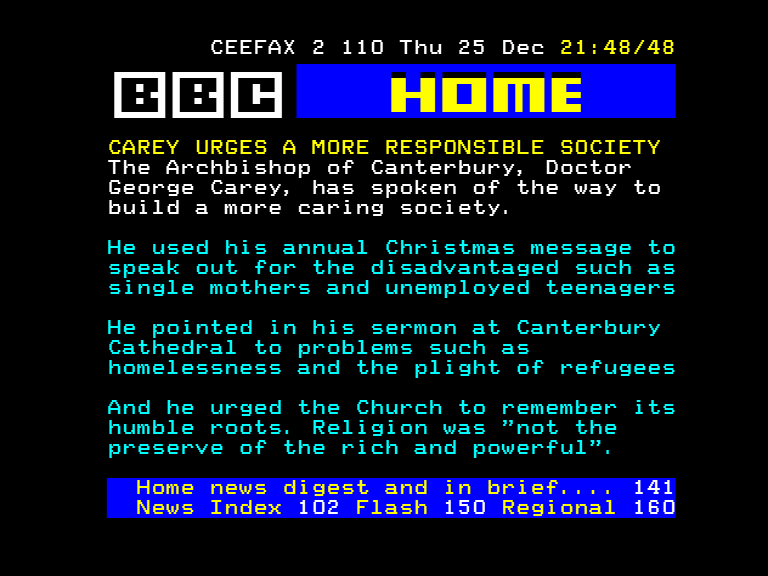 CEEFAX 2 110 Thu 25 Dec 21:48/48
BBC HOME
CAREY URGES A MORE RESPONSIBLE SOCIETY
The Archbishop of Canterbury, Doctor
George Carey, has spoken of the way to
build a more caring society.
He used his annual Christmas message to
speak out for the disadvantaged such as
single mothers and unemployed teenagers
He pointed in his sermon at Canterbury
Cathedral to problems such as
homelessness and the plight of refugees
And he urged the Church to remember its
humble roots. Religion was ”not the
preserve of the rich and powerful”.
Home news digest and in brief.... 141
News Index 102 Flash 150 Regional 160